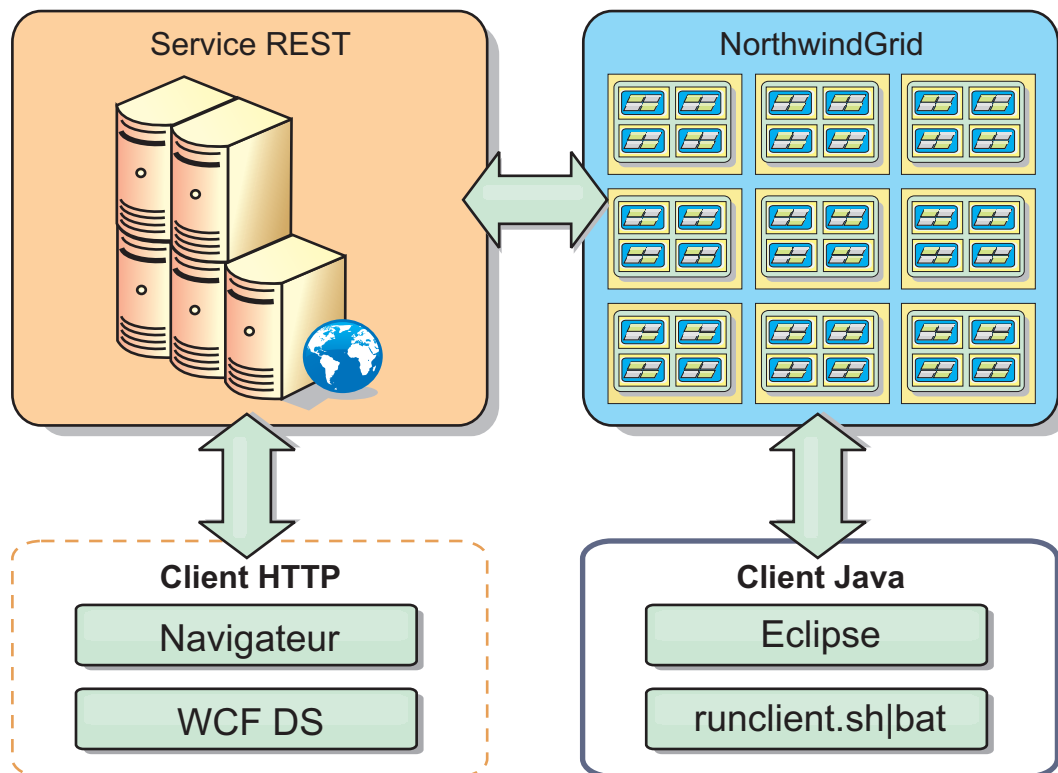 Service REST
NorthwindGrid
Client HTTP
Navigateur
WCF DS
Client Java
Eclipse
runclient.sh|bat